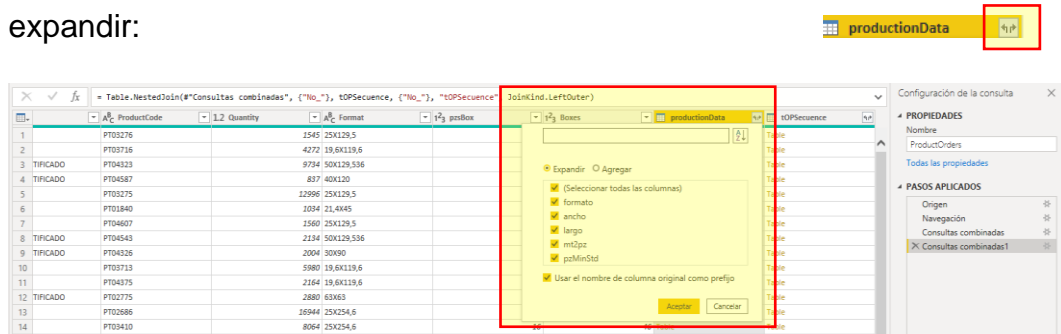 expandir:
productionData
fx = Table.NestedJoin(#"Consultas combinadas", {"No_"}, tOPSecuence, {"No_"}, "tOPSecuence", JoinKind.LeftOuter)
Configuración de la consulta
ABC ProductCode 1.2 Quantity ABC Format 123 pzsBox 123 Boxes productionData tOPSecuence
PROPIEDADES
Nombre
ProductOrders
Todas las propiedades
PASOS APLICADOS
Origen
Navegación
Consultas combinadas
Consultas combinadas1
1 PT03276 1545 25X129,5
2 PT03716 4272 19,6X119,6
3 TIFICADO PT04323 9734 50X129,536
4 TIFICADO PT04587 837 40X120
5 PT03275 12996 25X129,5
6 PT01840 1034 21,4X45
7 PT04607 1560 25X129,5
8 TIFICADO PT04543 2134 50X129,536
9 TIFICADO PT04326 2004 30X90
10 PT03713 5980 19,6X119,6
11 PT04375 2164 19,6X119,6
12 TIFICADO PT02775 2880 63X63
13 PT02686 16944 25X254,6
14 PT03410 8064 25X254,6
Expandir Agregar
(Seleccionar todas las columnas)
formato
ancho
largo
mt2pz
pzMinStd
Usar el nombre de columna original como prefijo
Aceptar Cancelar